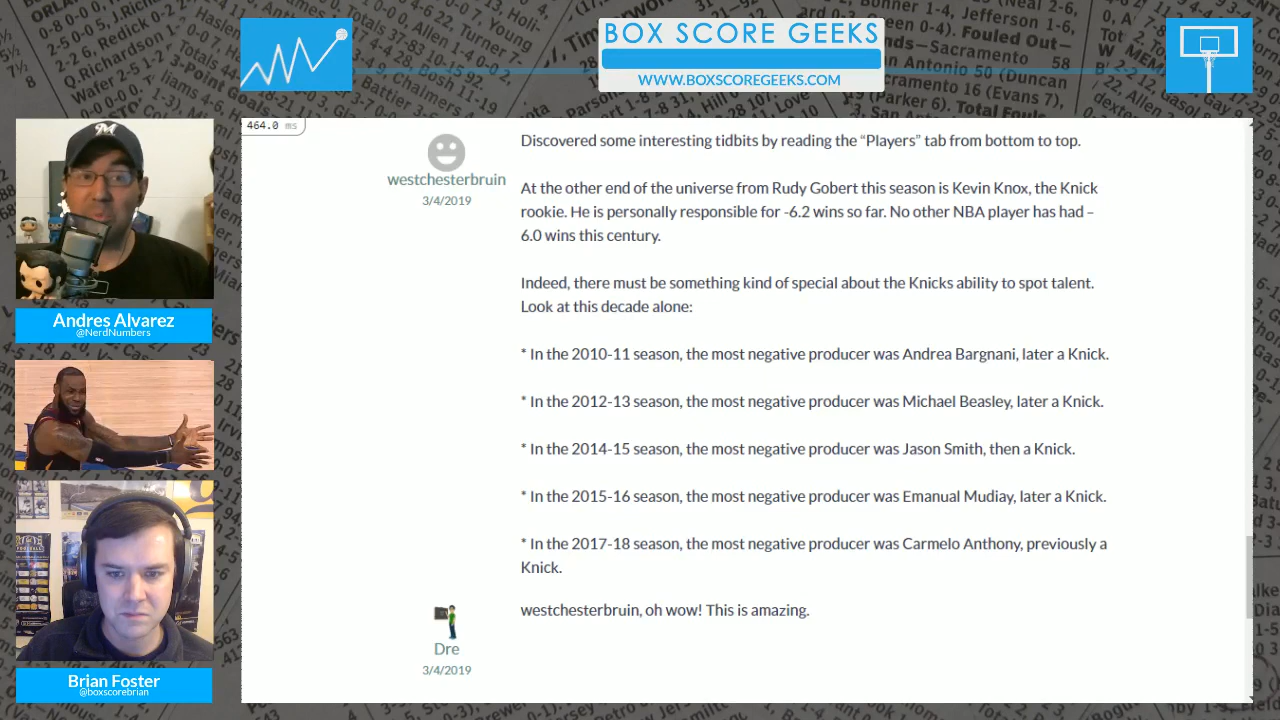 BOX SCORE GEEKS
WWW.BOXSCOREGEEKS.COM
464.0 ms
Andres Alvarez
@NerdNumbers
Brian Foster
@boxscorebrian
westchesterbruin
3/4/2019
Discovered some interesting tidbits by reading the “Players” tab from bottom to top.
At the other end of the universe from Rudy Gobert this season is Kevin Knox, the Knick
rookie. He is personally responsible for -6.2 wins so far. No other NBA player has had –
6.0 wins this century.
Indeed, there must be something kind of special about the Knicks ability to spot talent.
Look at this decade alone:
* In the 2010-11 season, the most negative producer was Andrea Bargnani, later a Knick.
* In the 2012-13 season, the most negative producer was Michael Beasley, later a Knick.
* In the 2014-15 season, the most negative producer was Jason Smith, then a Knick.
* In the 2015-16 season, the most negative producer was Emanual Mudiay, later a Knick.
* In the 2017-18 season, the most negative producer was Carmelo Anthony, previously a
Knick.
Dre
3/4/2019
westchesterbruin, oh wow! This is amazing.